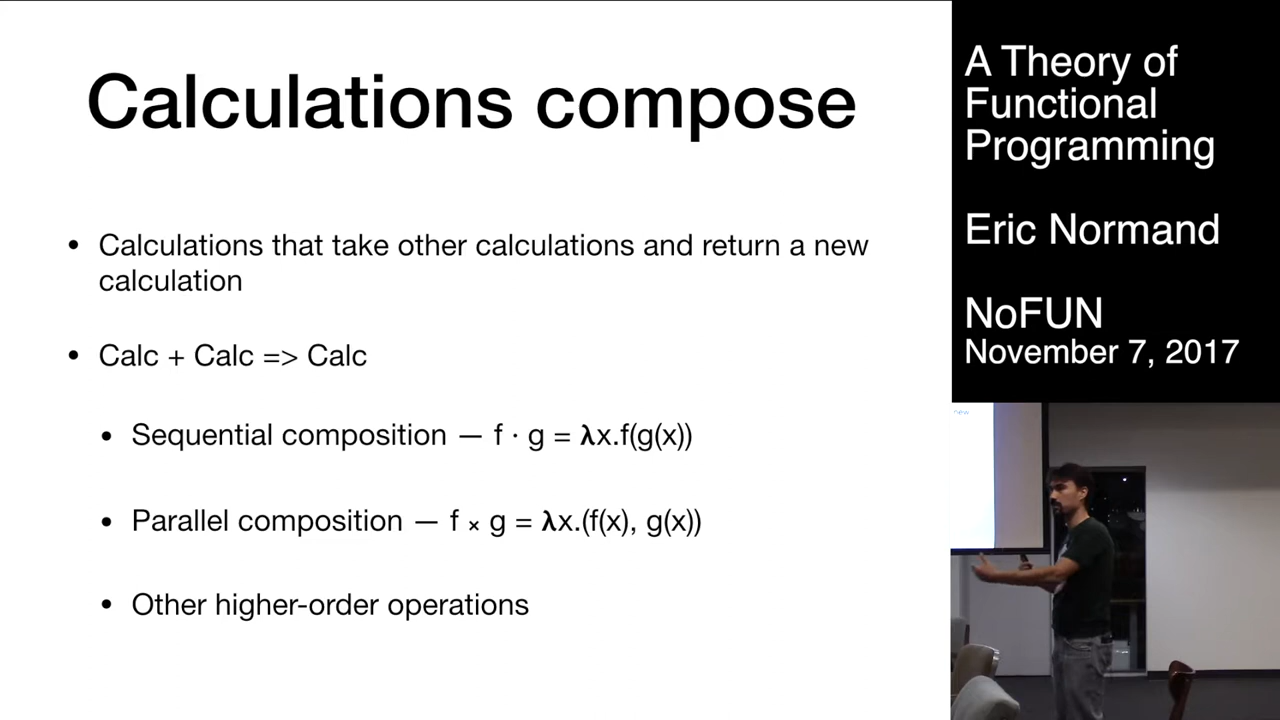 Calculations compose
• Calculations that take other calculations and return a new
calculation
• Calc + Calc => Calc
• Sequential composition — f · g = λx.f(g(x))
• Parallel composition — f × g = λx.(f(x), g(x))
• Other higher-order operations
A Theory of
Functional
Programming
Eric Normand
NoFUN
November 7, 2017
new